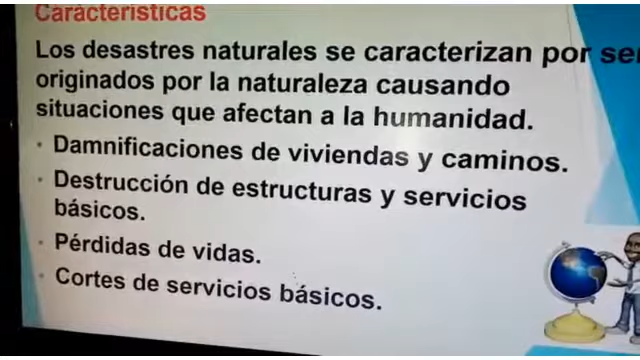 Características
Los desastres naturales se caracterizan por ser
originados por la naturaleza causando
situaciones que afectan a la humanidad.
• Damnificaciones de viviendas y caminos.
• Destrucción de estructuras y servicios
básicos.
• Pérdidas de vidas.
• Cortes de servicios básicos.